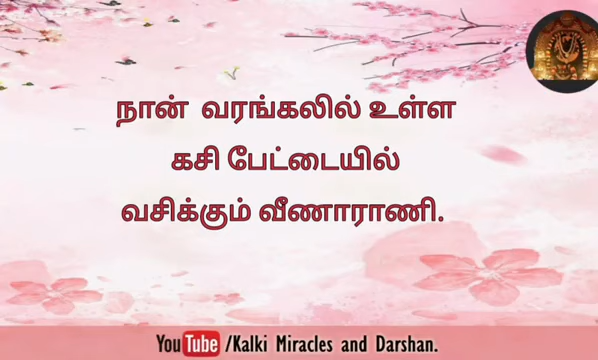 நான் வரங்கலில் உள்ள
கசி பேட்டையில்
வசிக்கும் வீணாராணி.
YouTube /Kalki Miracles and Darshan.